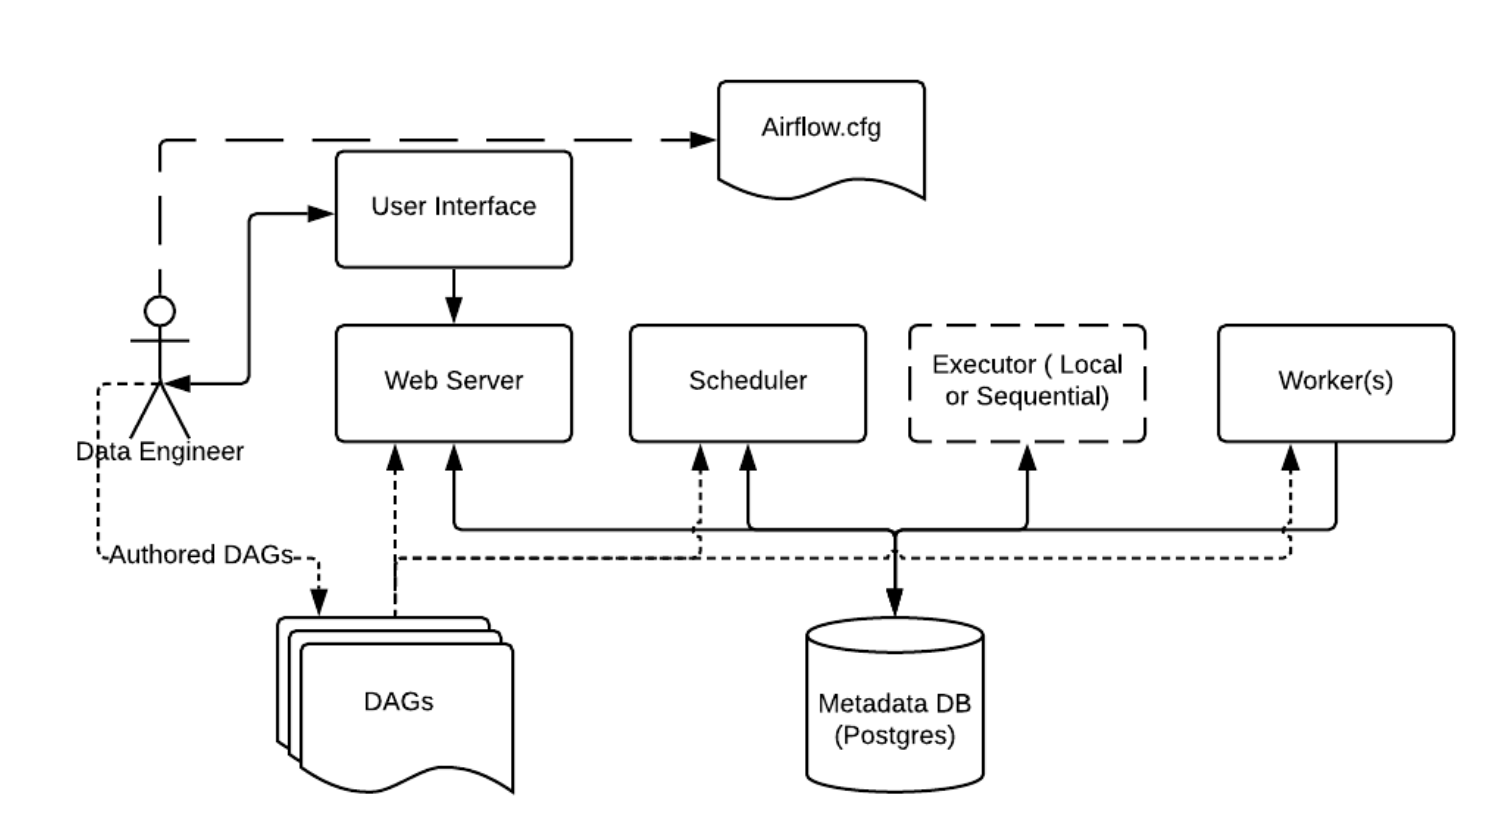 Airflow.cfg
User Interface
Web Server
Scheduler
Executor ( Local
or Sequential)
Worker(s)
Data Engineer
Authored DAGs
DAGs
Metadata DB
(Postgres)